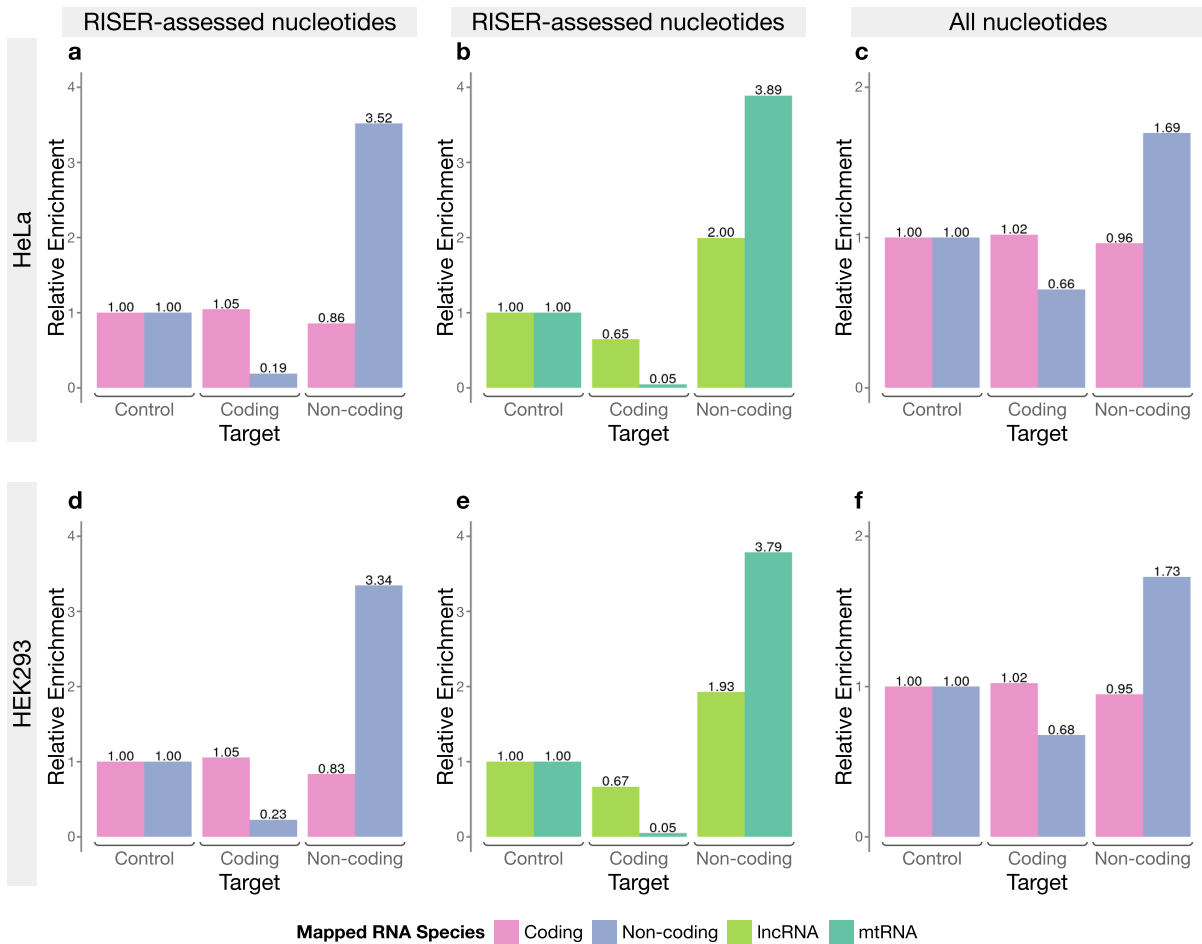 RISER-assessed nucleotides
RISER-assessed nucleotides
All nucleotides
HeLa
a
Relative Enrichment
4
3
2
1
0
1.00
1.00
1.05
0.19
0.86
3.52
Control
Coding
Non-coding
Target
b
Relative Enrichment
4
3
2
1
0
1.00
1.00
0.65
0.05
2.00
3.89
Control
Coding
Non-coding
Target
c
Relative Enrichment
2
1
0
1.00
1.00
1.02
0.66
0.96
1.69
Control
Coding
Non-coding
Target
HEK293
d
Relative Enrichment
4
3
2
1
0
1.00
1.00
1.05
0.23
0.83
3.34
Control
Coding
Non-coding
Target
e
Relative Enrichment
4
3
2
1
0
1.00
1.00
0.67
0.05
1.93
3.79
Control
Coding
Non-coding
Target
f
Relative Enrichment
2
1
0
1.00
1.00
1.02
0.68
0.95
1.73
Control
Coding
Non-coding
Target
Mapped RNA Species Coding Non-coding lncRNA mtRNA